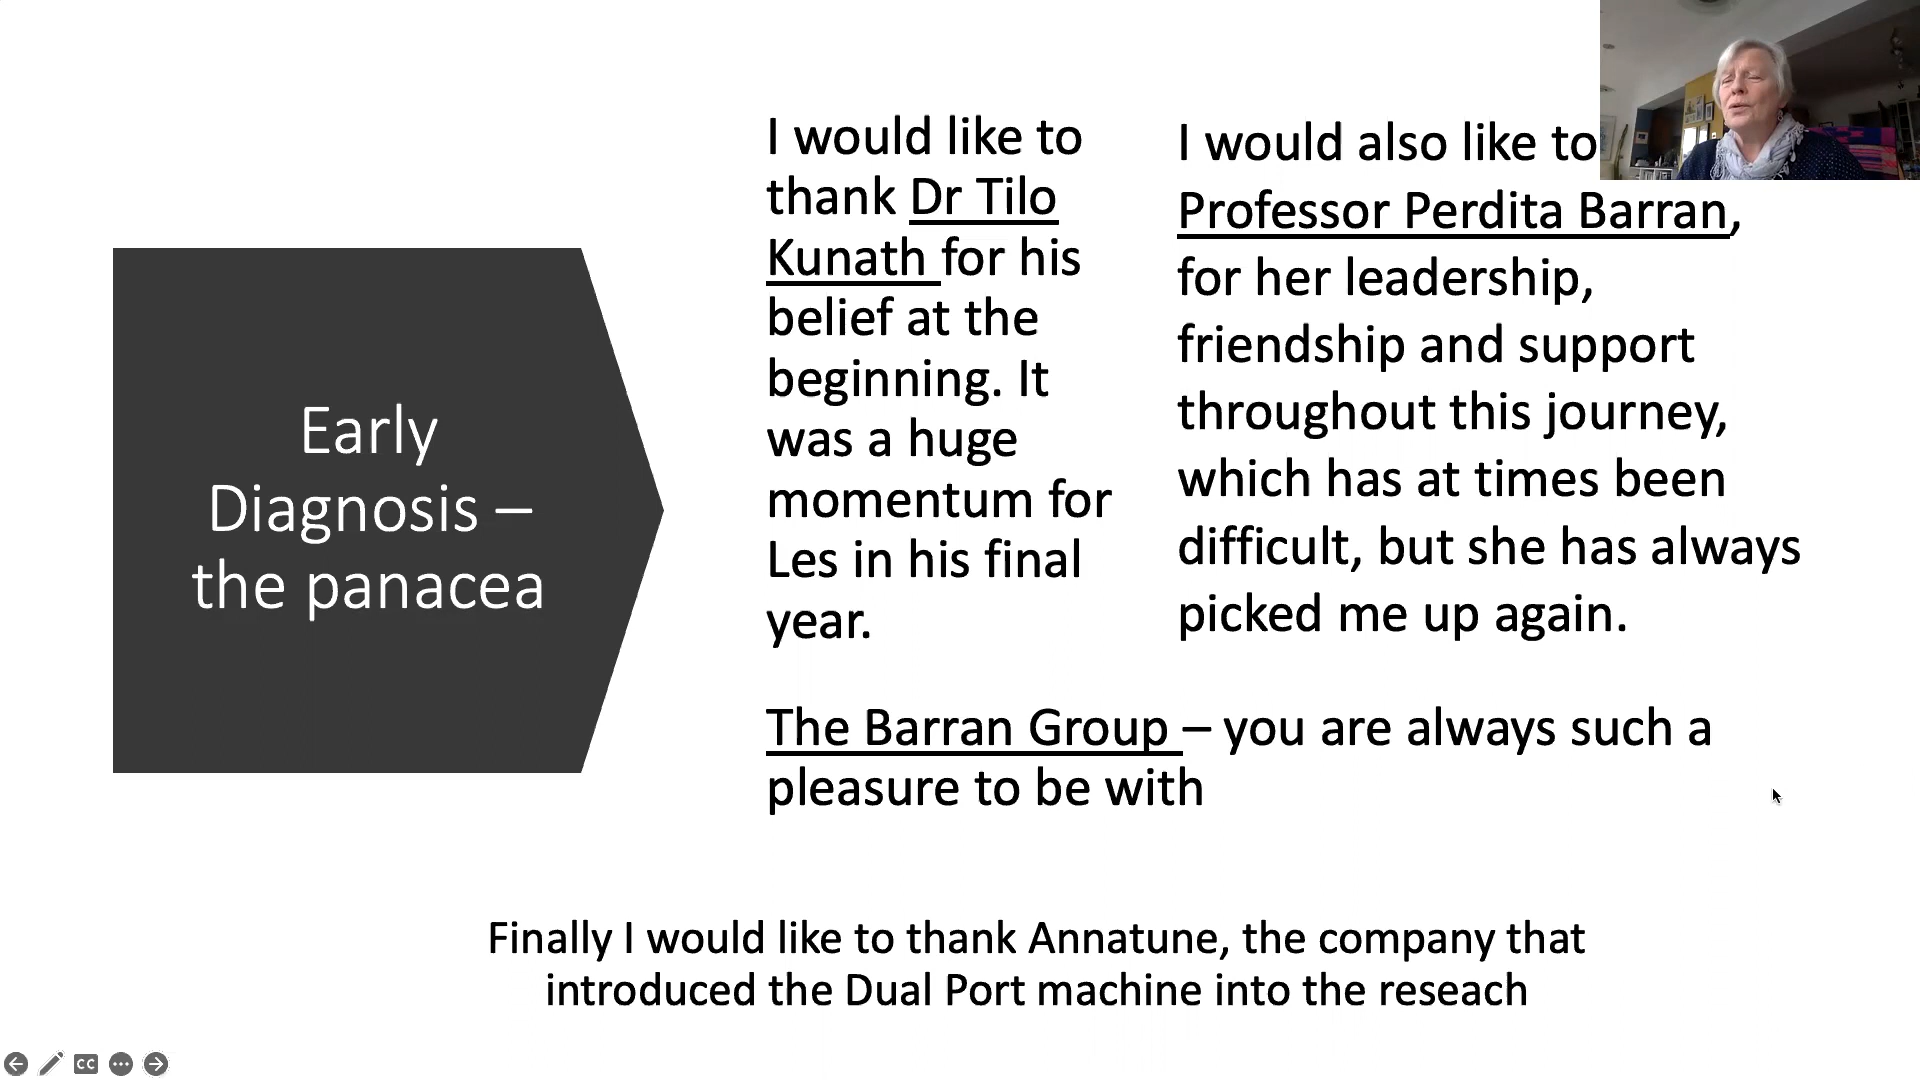 Early
Diagnosis –
the panacea
I would like to
thank Dr Tilo
Kunath for his
belief at the
beginning. It
was a huge
momentum for
Les in his final
year.
I would also like to
Professor Perdita Barran,
for her leadership,
friendship and support
throughout this journey,
which has at times been
difficult, but she has always
picked me up again.
The Barran Group – you are always such a
pleasure to be with
Finally I would like to thank Annatune, the company that
introduced the Dual Port machine into the reseach
CC